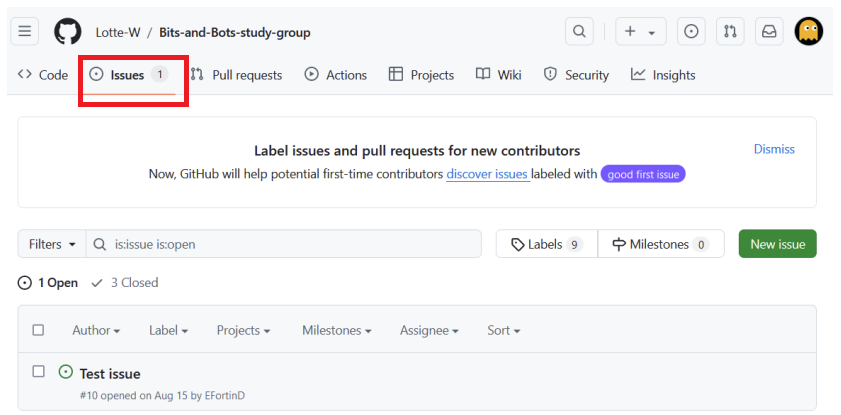 Lotte-W / Bits-and-Bots-study-group
Code Issues 1 Pull requests Actions Projects Wiki Security Insights
Label issues and pull requests for new contributors
Dismiss
Now, GitHub will help potential first-time contributors discover issues labeled with good first issue
Filters is:issue is:open Labels 9 Milestones 0 New issue
1 Open 3 Closed
Author Label Projects Milestones Assignee Sort
Test issue
#10 opened on Aug 15 by EFortinD